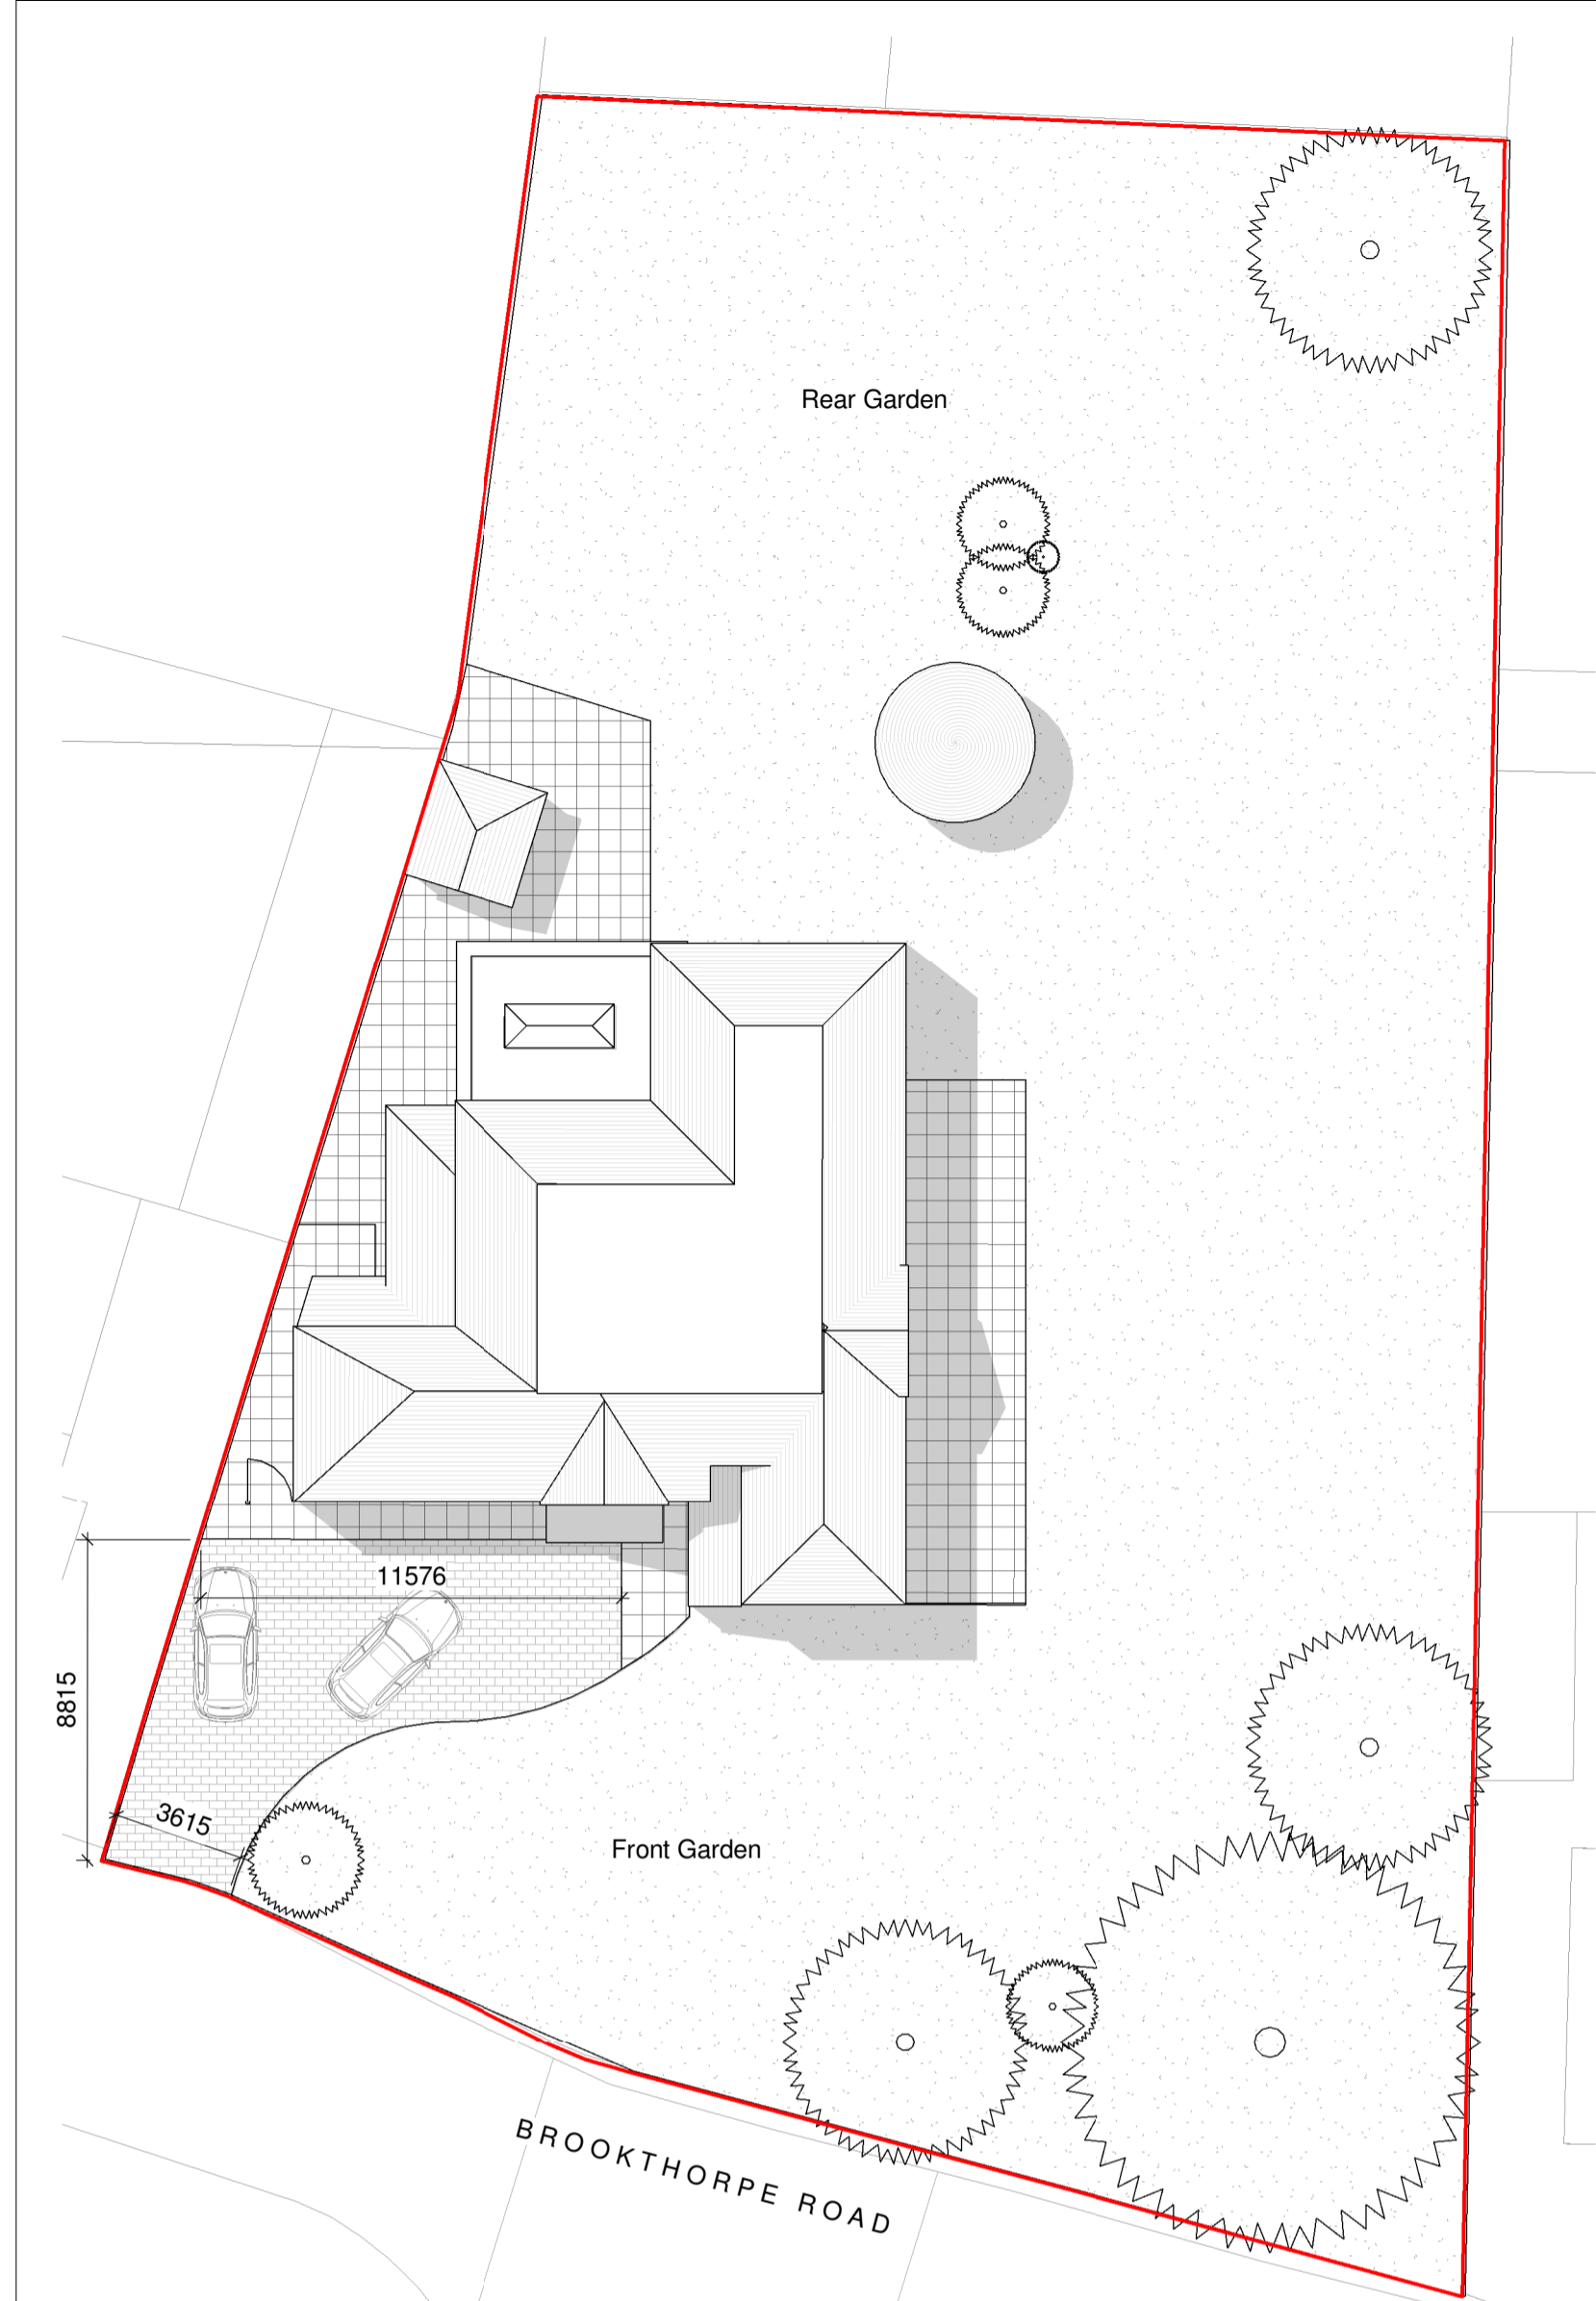 Rear Garden
11576
8815
3615
Front Garden
BROOKTHORPE ROAD